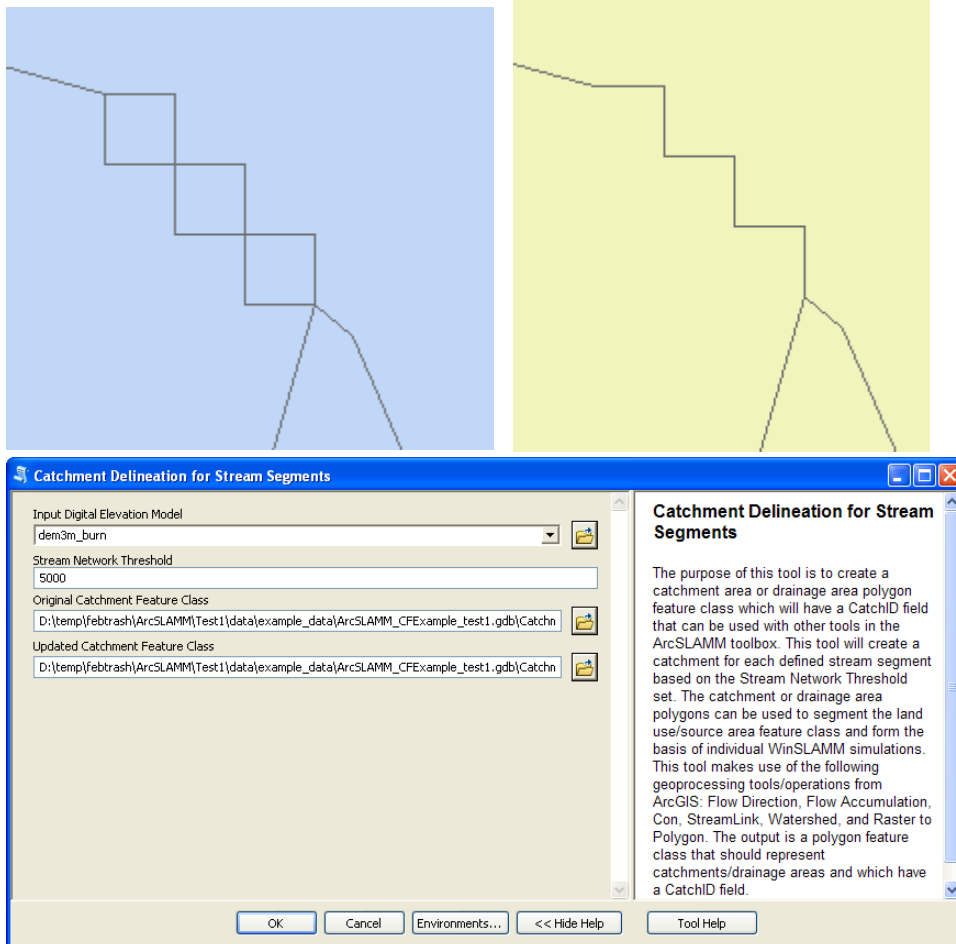 Catchment Delineation for Stream Segments
Input Digital Elevation Model
dem3m_burn
Stream Network Threshold
5000
Original Catchment Feature Class
D:\temp\febtrash\ArcSLAMM\Test1\data\example_data\ArcSLAMM_CFExample_test1.gdb\Catchn
Updated Catchment Feature Class
D:\temp\febtrash\ArcSLAMM\Test1\data\example_data\ArcSLAMM_CFExample_test1.gdb\Catchn
Catchment Delineation for Stream
Segments
The purpose of this tool is to create a
catchment area or drainage area polygon
feature class which will have a CatchID field
that can be used with other tools in the
ArcSLAMM toolbox. This tool will create a
catchment for each defined stream segment
based on the Stream Network Threshold
set. The catchment or drainage area
polygons can be used to segment the land
use/source area feature class and form the
basis of individual WinSLAMM simulations.
This tool makes use of the following
geoprocessing tools/operations from
ArcGIS: Flow Direction, Flow Accumulation,
Con, StreamLink, Watershed, and Raster to
Polygon. The output is a polygon feature
class that should represent
catchments/drainage areas and which have
a CatchID field.
OK
Cancel
Environments...
<< Hide Help
Tool Help